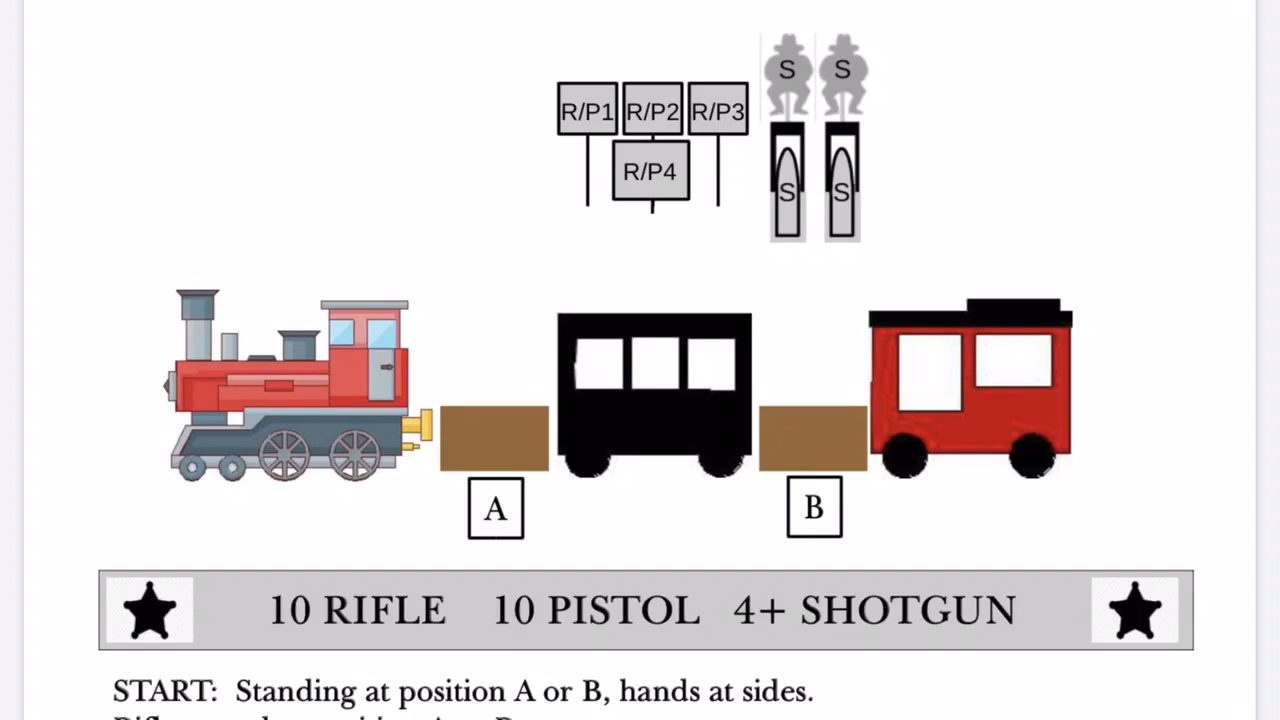 S S
R/P1 R/P2 R/P3
R/P4
S S
A
B
10 RIFLE 10 PISTOL 4+ SHOTGUN
START: Standing at position A or B, hands at sides.